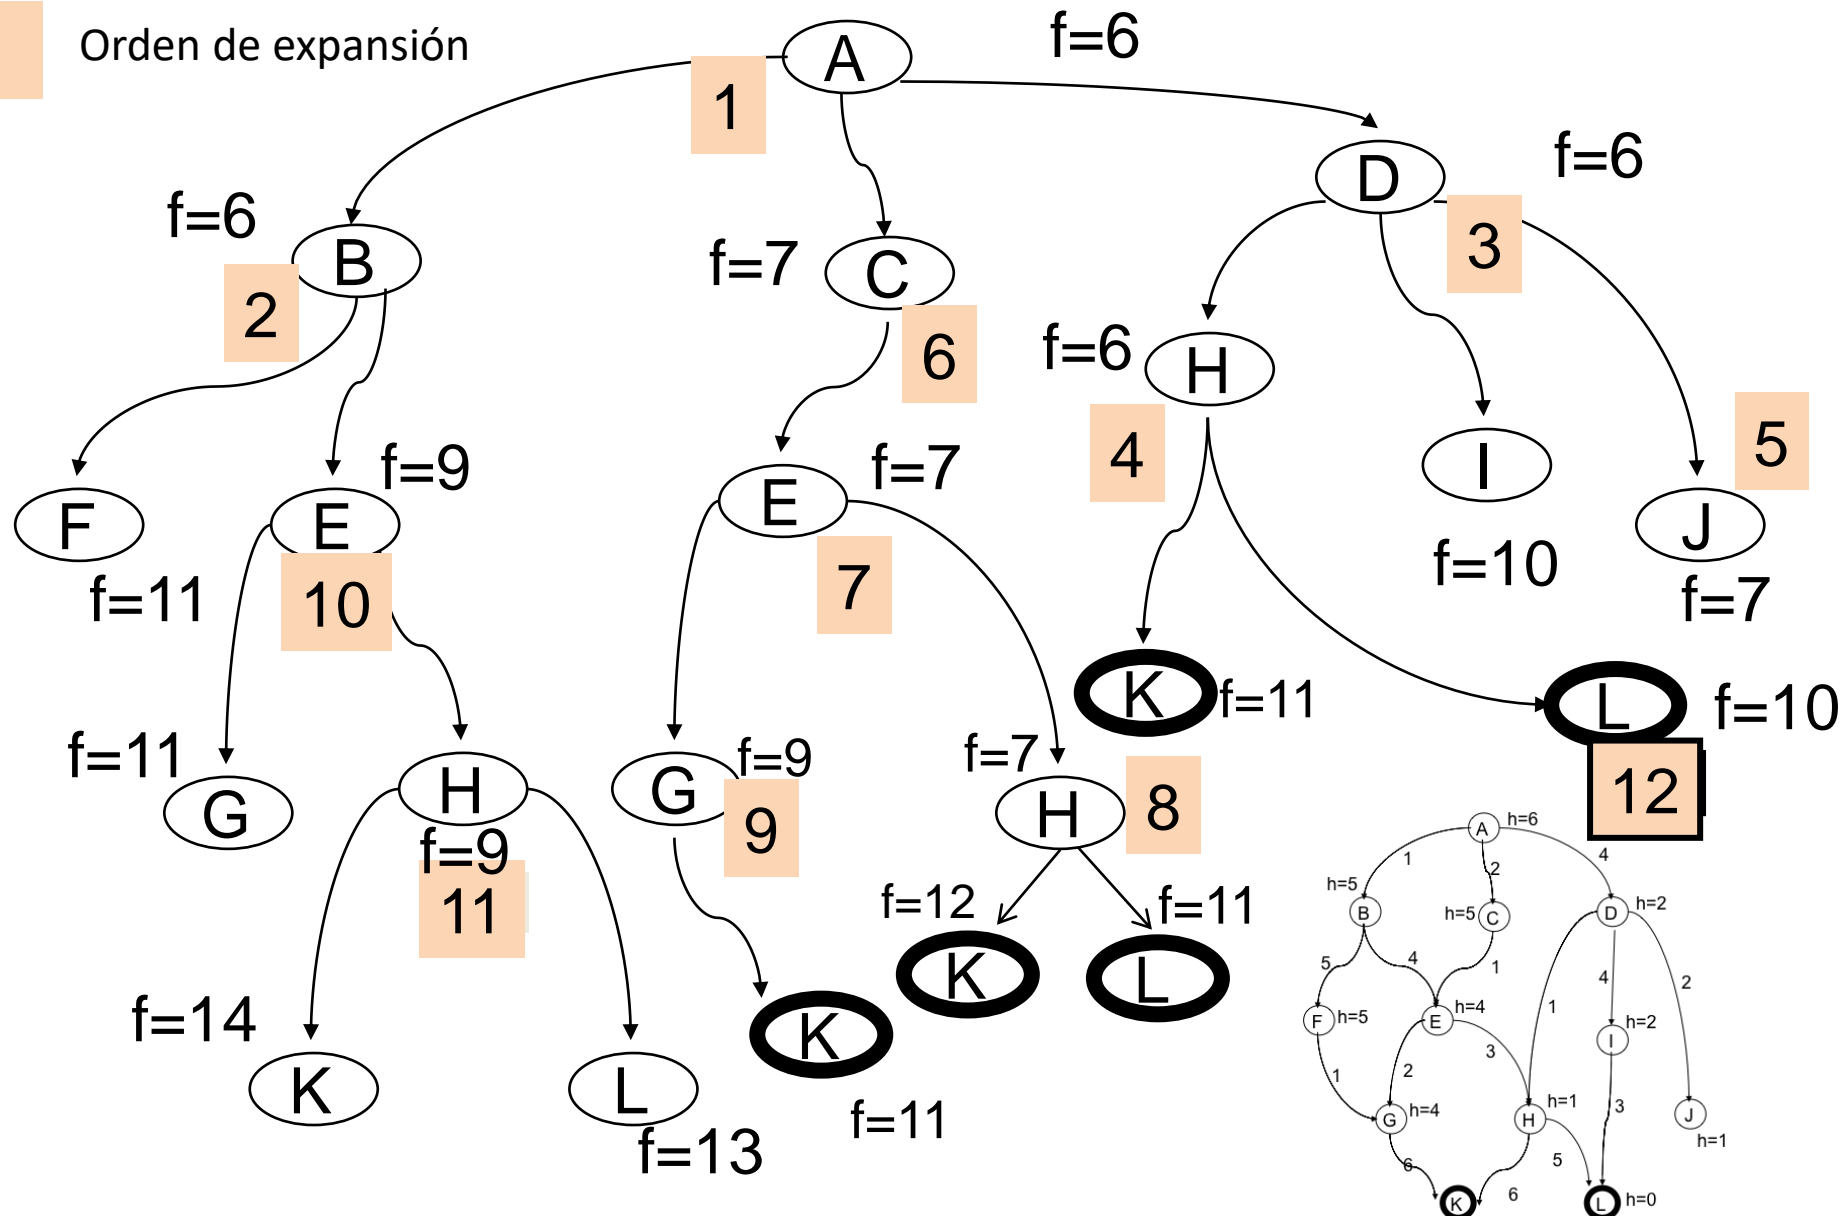 Orden de expansión
A
f=6
1
D
f=6
3
f=6
B
2
f=7
C
6
f=6
H
4
I
f=10
5
J
f=7
F
f=11
E
f=9
10
E
f=7
7
K
f=11
L
f=10
12
f=11
G
H
f=9
11
G
f=9
9
f=7
H
8
f=12
K
f=11
L
f=14
K
L
f=13
K
f=11
A
h=6
1
2
4
h=5
B
h=5
C
D
h=2
5
4
1
1
4
2
F
h=5
E
h=4
I
h=2
1
2
3
3
G
h=4
H
h=1
J
h=1
6
6
5
K
L
h=0